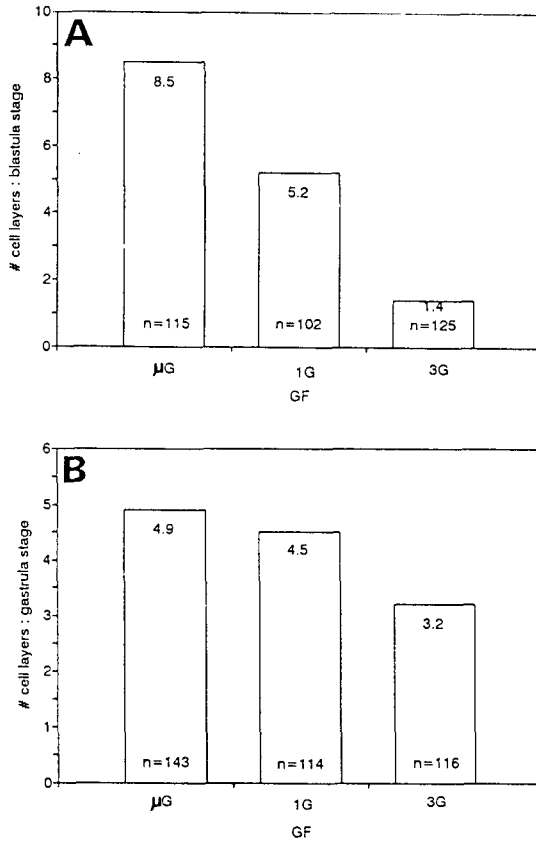 A
# cell layers : blastula stage
10
8
6
4
2
0
8.5
5.2
1.4
n=115
n=102
n=125
µG
1G
3G
GF
B
# cell layers : gastrula stage
6
5
4
3
2
1
0
4.9
4.5
3.2
n=143
n=114
n=116
µG
1G
3G
GF